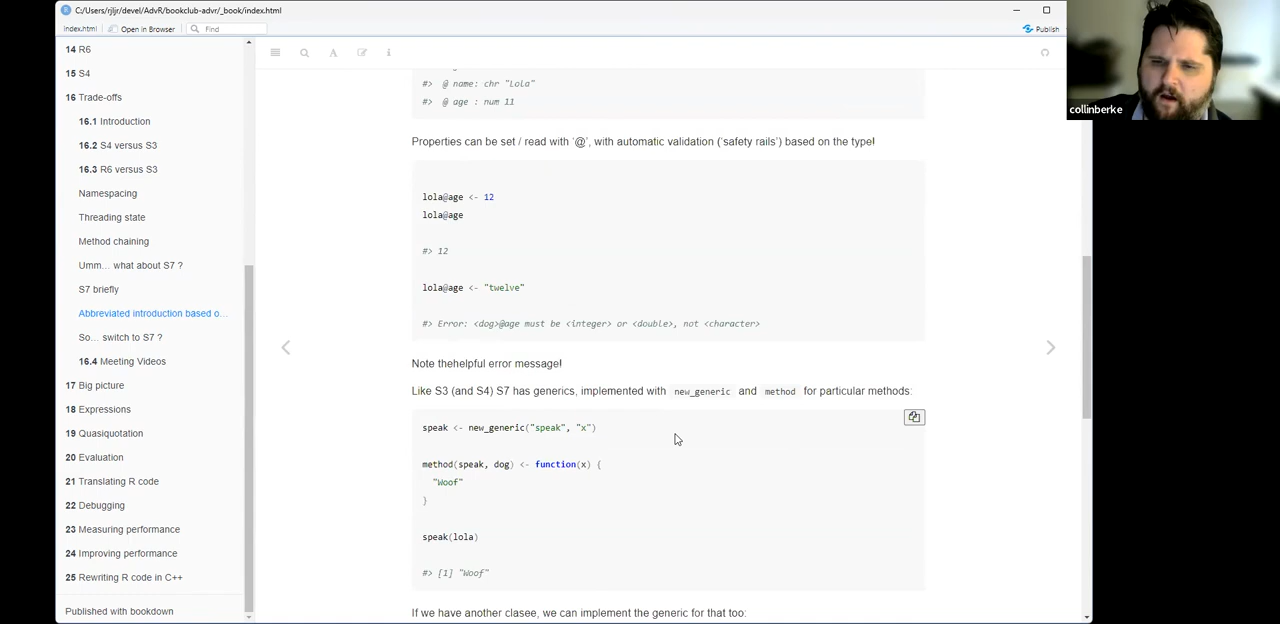 C:/Users/rjljr/devel/AdvR/bookclub-advr/_book/index.html
index.html
Open in Browser
Find
Publish
14 R6
15 S4
16 Trade-offs
16.1 Introduction
16.2 S4 versus S3
16.3 R6 versus S3
Namespacing
Threading state
Method chaining
Umm... what about S7 ?
S7 briefly
Abbreviated introduction based o...
So... switch to S7 ?
16.4 Meeting Videos
17 Big picture
18 Expressions
19 Quasiquotation
20 Evaluation
21 Translating R code
22 Debugging
23 Measuring performance
24 Improving performance
25 Rewriting R code in C++
Published with bookdown
#> @ name: chr "Lola"
#> @ age : num 11
Properties can be set / read with '@', with automatic validation ('safety rails') based on the type!
lola@age <- 12
lola@age
#> 12
lola@age <- "twelve"
#> Error: <dog>@age must be <integer> or <double>, not <character>
Note thehelpful error message!
Like S3 (and S4) S7 has generics, implemented with new_generic and method for particular methods:
speak <- new_generic("speak", "x")
method(speak, dog) <- function(x) {
"Woof"
}
speak(lola)
#> [1] "Woof"
If we have another clasee, we can implement the generic for that too:
collinberke